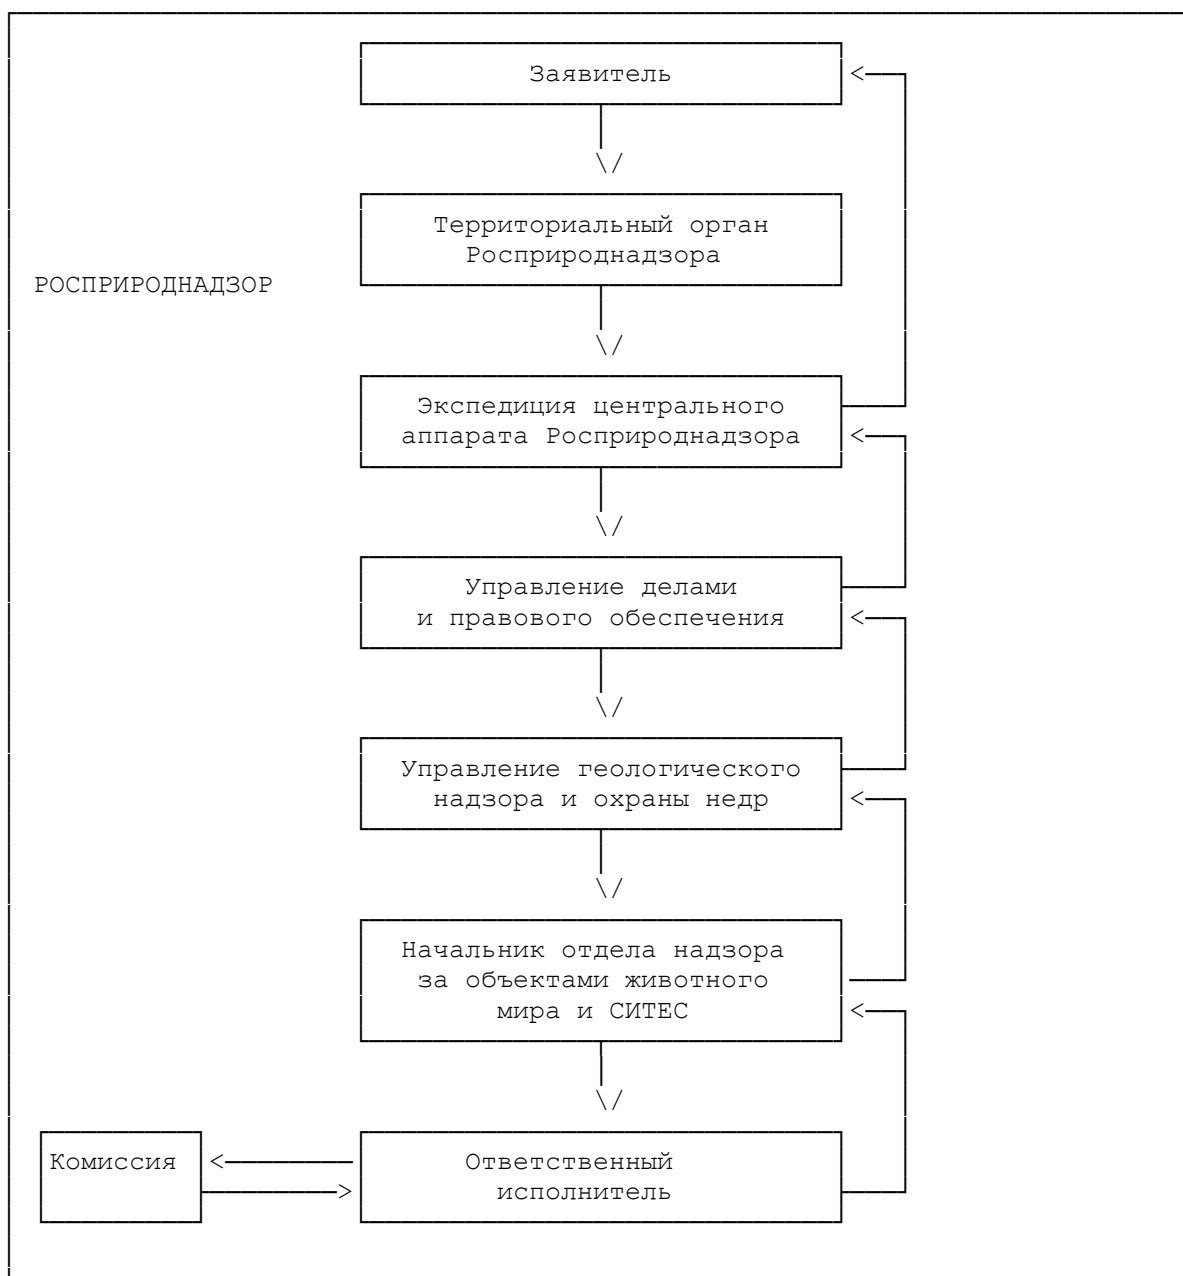 Заявитель
Территориальный орган
Росприроднадзора
РОСПРИРОДНАДЗОР
Экспедиция центрального
аппарата Росприроднадзора
Управление делами
и правового обеспечения
Управление геологического
надзора и охраны недр
Начальник отдела надзора
за объектами животного
мира и СИТЕС
Комиссия
Ответственный
исполнитель